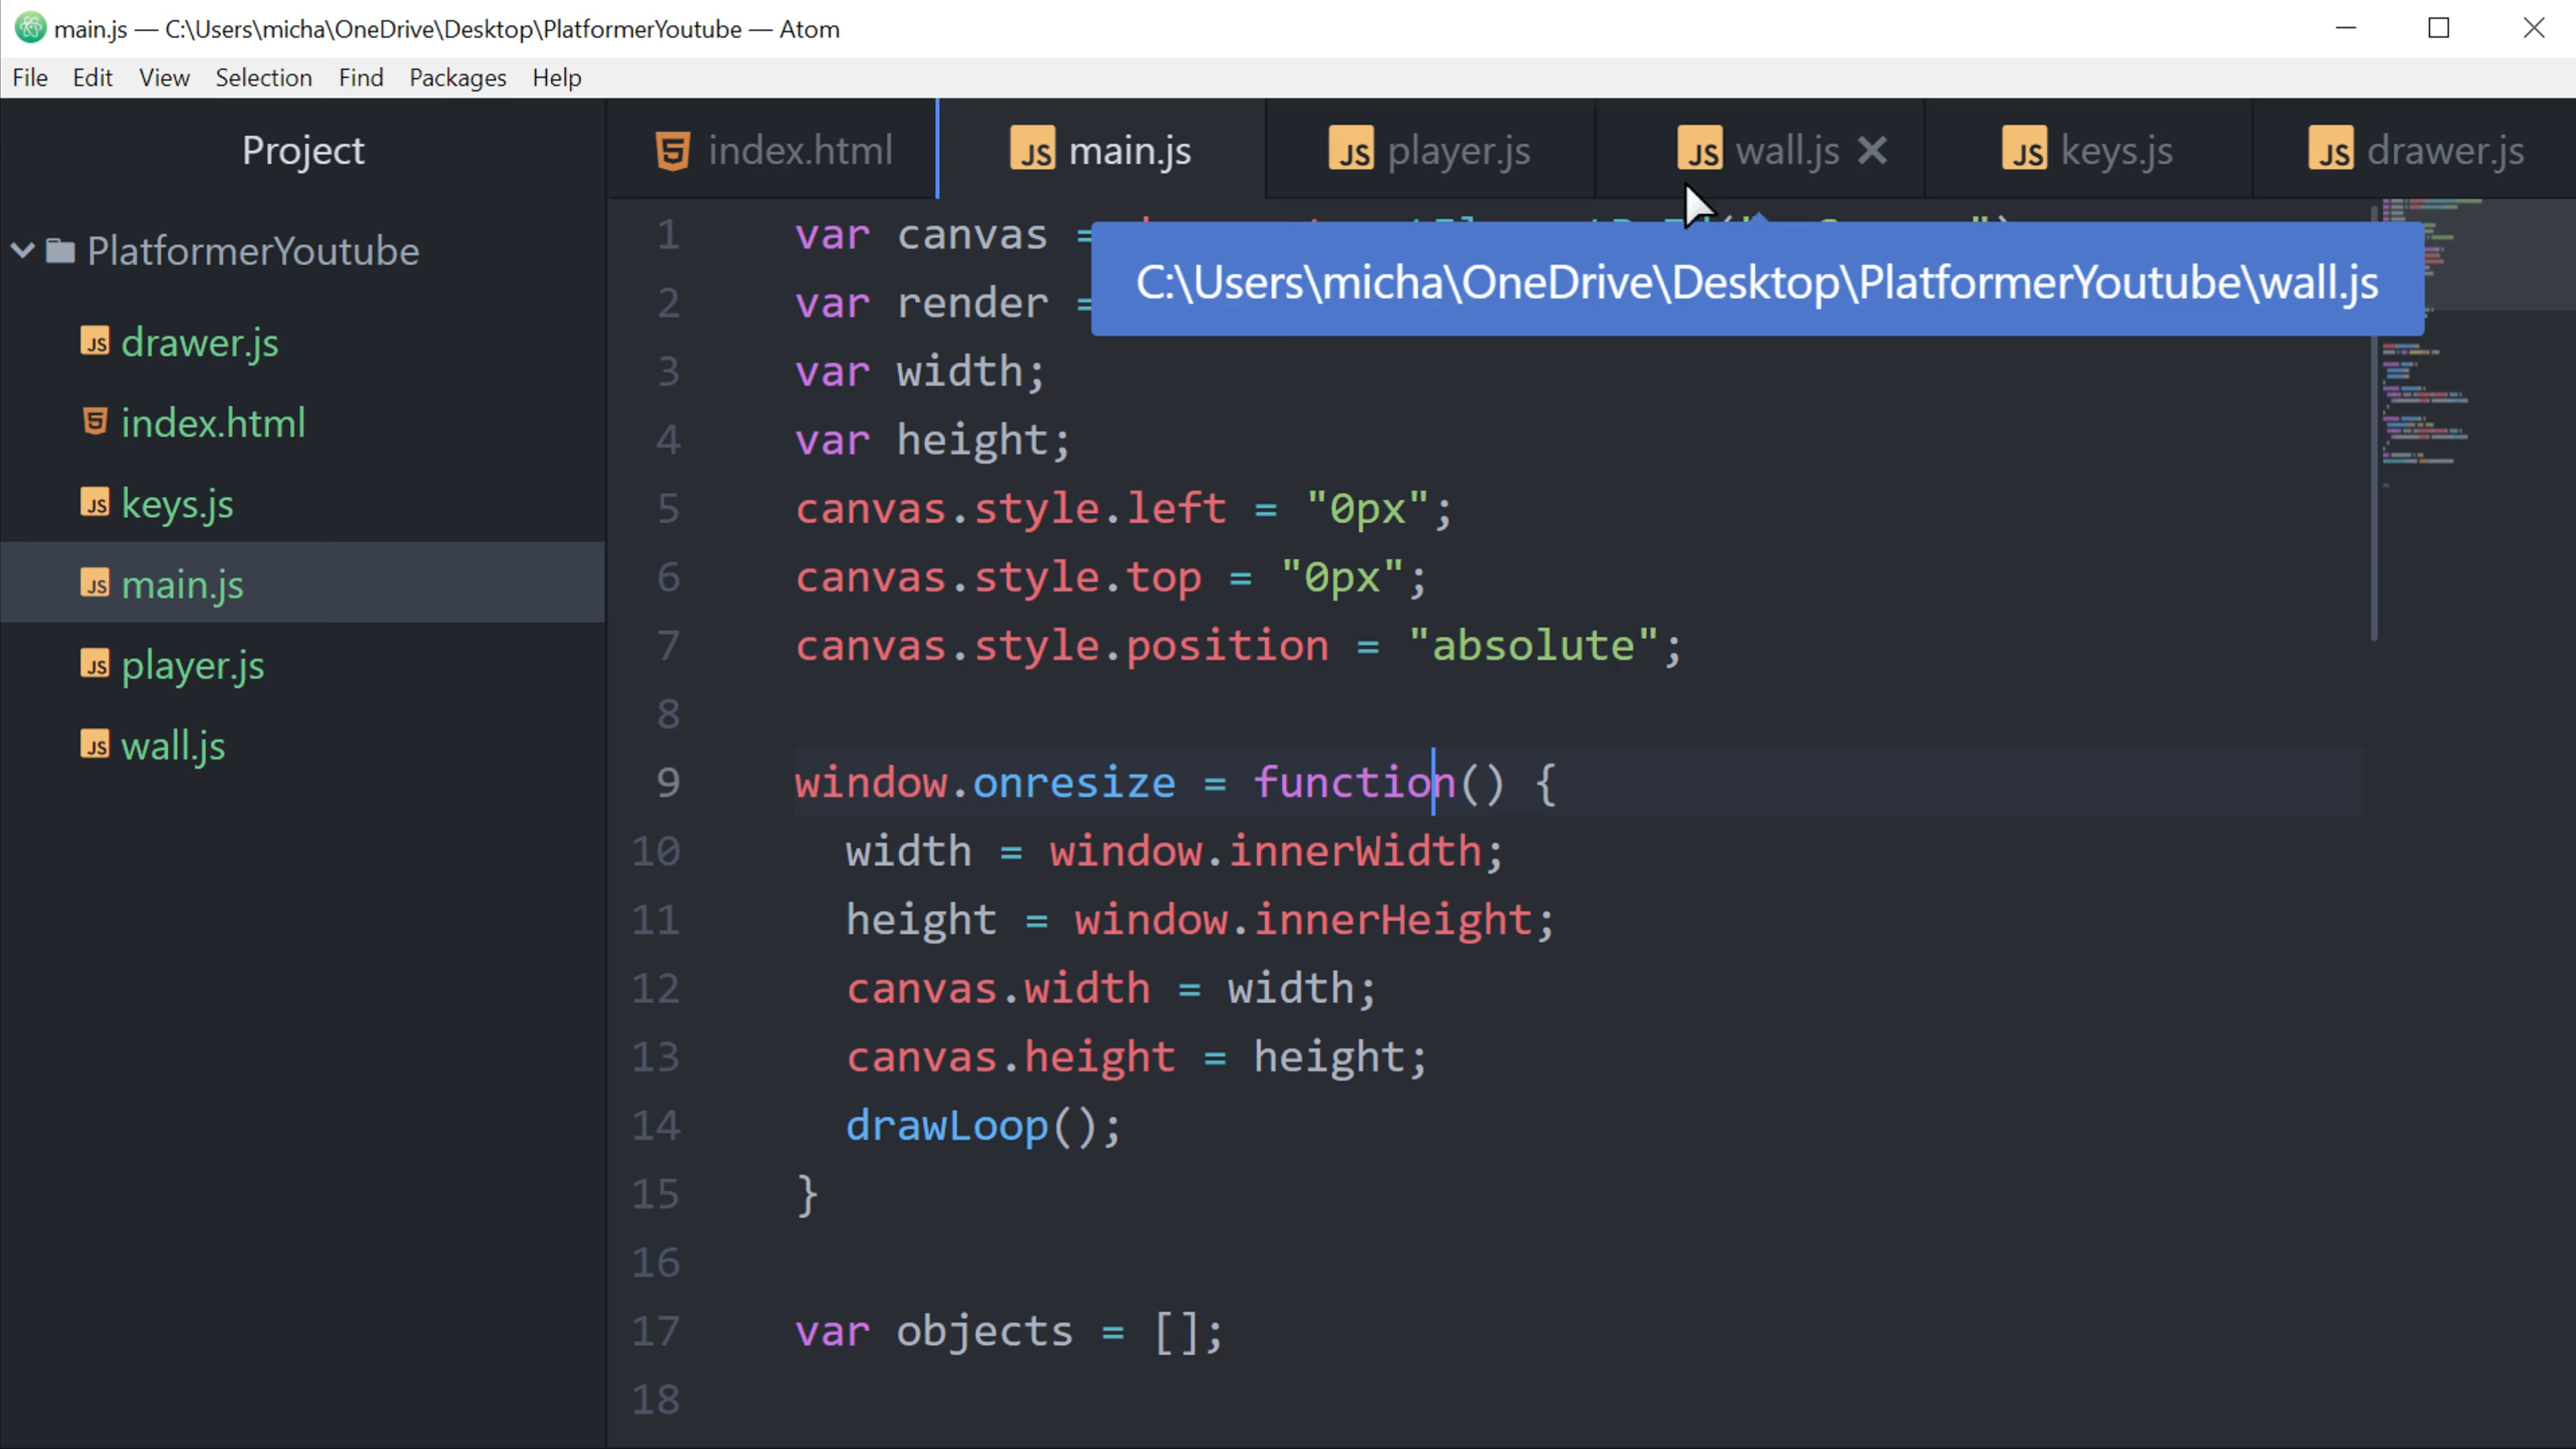 main.js — C:\Users\micha\OneDrive\Desktop\PlatformerYoutube — Atom
File Edit View Selection Find Packages Help
Project
PlatformerYoutube
drawer.js
index.html
keys.js
main.js
player.js
wall.js
index.html main.js player.js wall.js keys.js drawer.js
C:\Users\micha\OneDrive\Desktop\PlatformerYoutube\wall.js
1 var canvas =
2 var render =
3 var width;
4 var height;
5 canvas.style.left = "0px";
6 canvas.style.top = "0px";
7 canvas.style.position = "absolute";
8
9 window.onresize = function() {
10 width = window.innerWidth;
11 height = window.innerHeight;
12 canvas.width = width;
13 canvas.height = height;
14 drawLoop();
15 }
16
17 var objects = [];
18